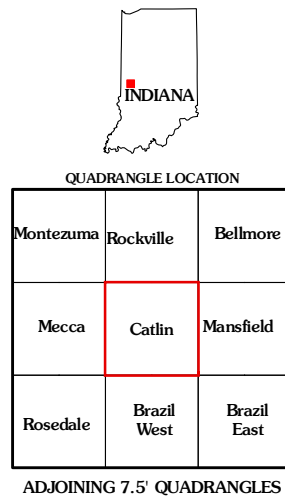 INDIANA
QUADRANGLE LOCATION
Montezuma Rockville Bellmore
Mecca Catlin Mansfield
Rosedale Brazil West Brazil East
ADJOINING 7.5' QUADRANGLES